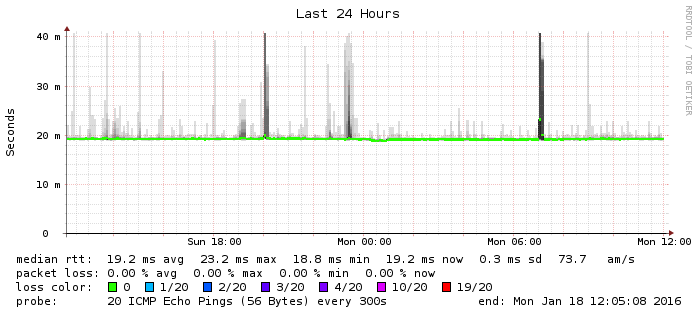 Last 24 Hours
RRDTOOL / TOBI OETIKER
Seconds
40 m
30 m
20 m
10 m
0
Sun 18:00 Mon 00:00 Mon 06:00 Mon 12:00
median rtt: 19.2 ms avg 23.2 ms max 18.8 ms min 19.2 ms now 0.3 ms sd 73.7 am/s
packet loss: 0.00 % avg 0.00 % max 0.00 % min 0.00 % now
loss color: 0 1/20 2/20 3/20 4/20 10/20 19/20
probe: 20 ICMP Echo Pings (56 Bytes) every 300s end: Mon Jan 18 12:05:08 2016